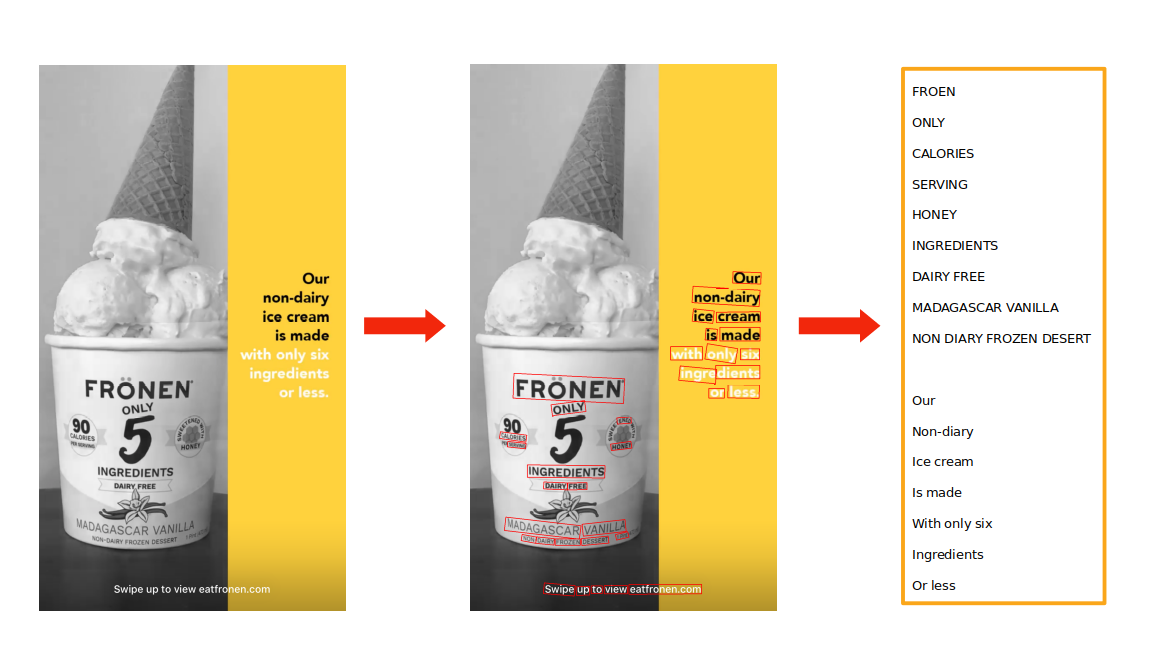 Our
non-dairy
ice cream
is made
with only six
ingredients
or less.
FRÖNEN
ONLY
5
90
CALORIES
PER SERVING
SWEETENED WITH
HONEY
INGREDIENTS
DAIRY FREE
MADAGASCAR VANILLA
NON-DAIRY FROZEN DESSERT
Swipe up to view eatfronen.com
Our
non-dairy
ice cream
is made
with only six
ingredients
or less.
FRÖNEN
ONLY
5
90
CALORIES
PER SERVING
SWEETENED WITH
HONEY
INGREDIENTS
DAIRY FREE
MADAGASCAR VANILLA
NON-DAIRY FROZEN DESSERT
Swipe up to view eatfronen.com
FROEN
ONLY
CALORIES
SERVING
HONEY
INGREDIENTS
DAIRY FREE
MADAGASCAR VANILLA
NON DIARY FROZEN DESERT
Our
Non-diary
Ice cream
Is made
With only six
Ingredients
Or less